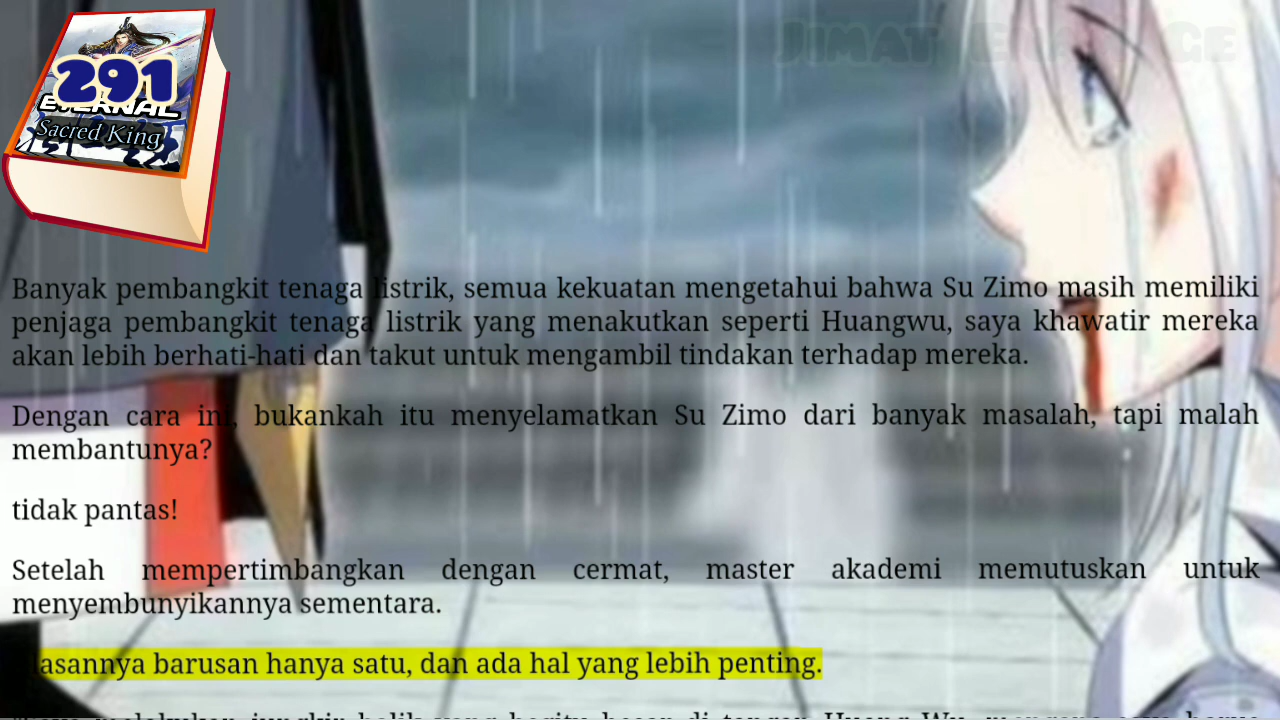 291
ETERNAL
Sacred King
Banyak pembangkit tenaga listrik, semua kekuatan mengetahui bahwa Su Zimo masih memiliki
penjaga pembangkit tenaga listrik yang menakutkan seperti Huangwu, saya khawatir mereka
akan lebih berhati-hati dan takut untuk mengambil tindakan terhadap mereka.
Dengan cara ini, bukankah itu menyelamatkan Su Zimo dari banyak masalah, tapi malah
membantunya?
tidak pantas!
Setelah mempertimbangkan dengan cermat, master akademi memutuskan untuk
menyembunyikannya sementara.
barusan hanya satu, dan ada hal yang lebih penting.